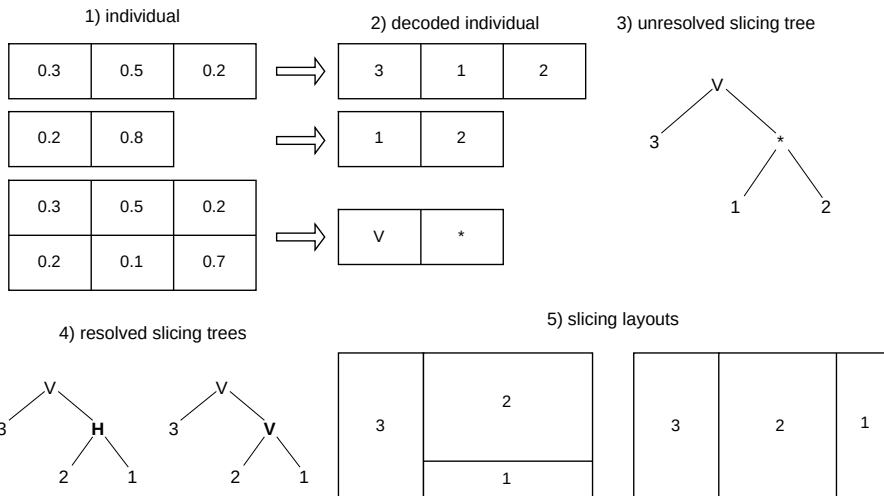 1) individual
2) decoded individual
3) unresolved slicing tree
0.3 0.5 0.2
3 1 2
0.2 0.8
1 2
0.3 0.5 0.2
0.2 0.1 0.7
V *
V
3 *
1 2
4) resolved slicing trees
V
3 H
2 1
V
3 V
2 1
5) slicing layouts
3 2
1
3 2 1